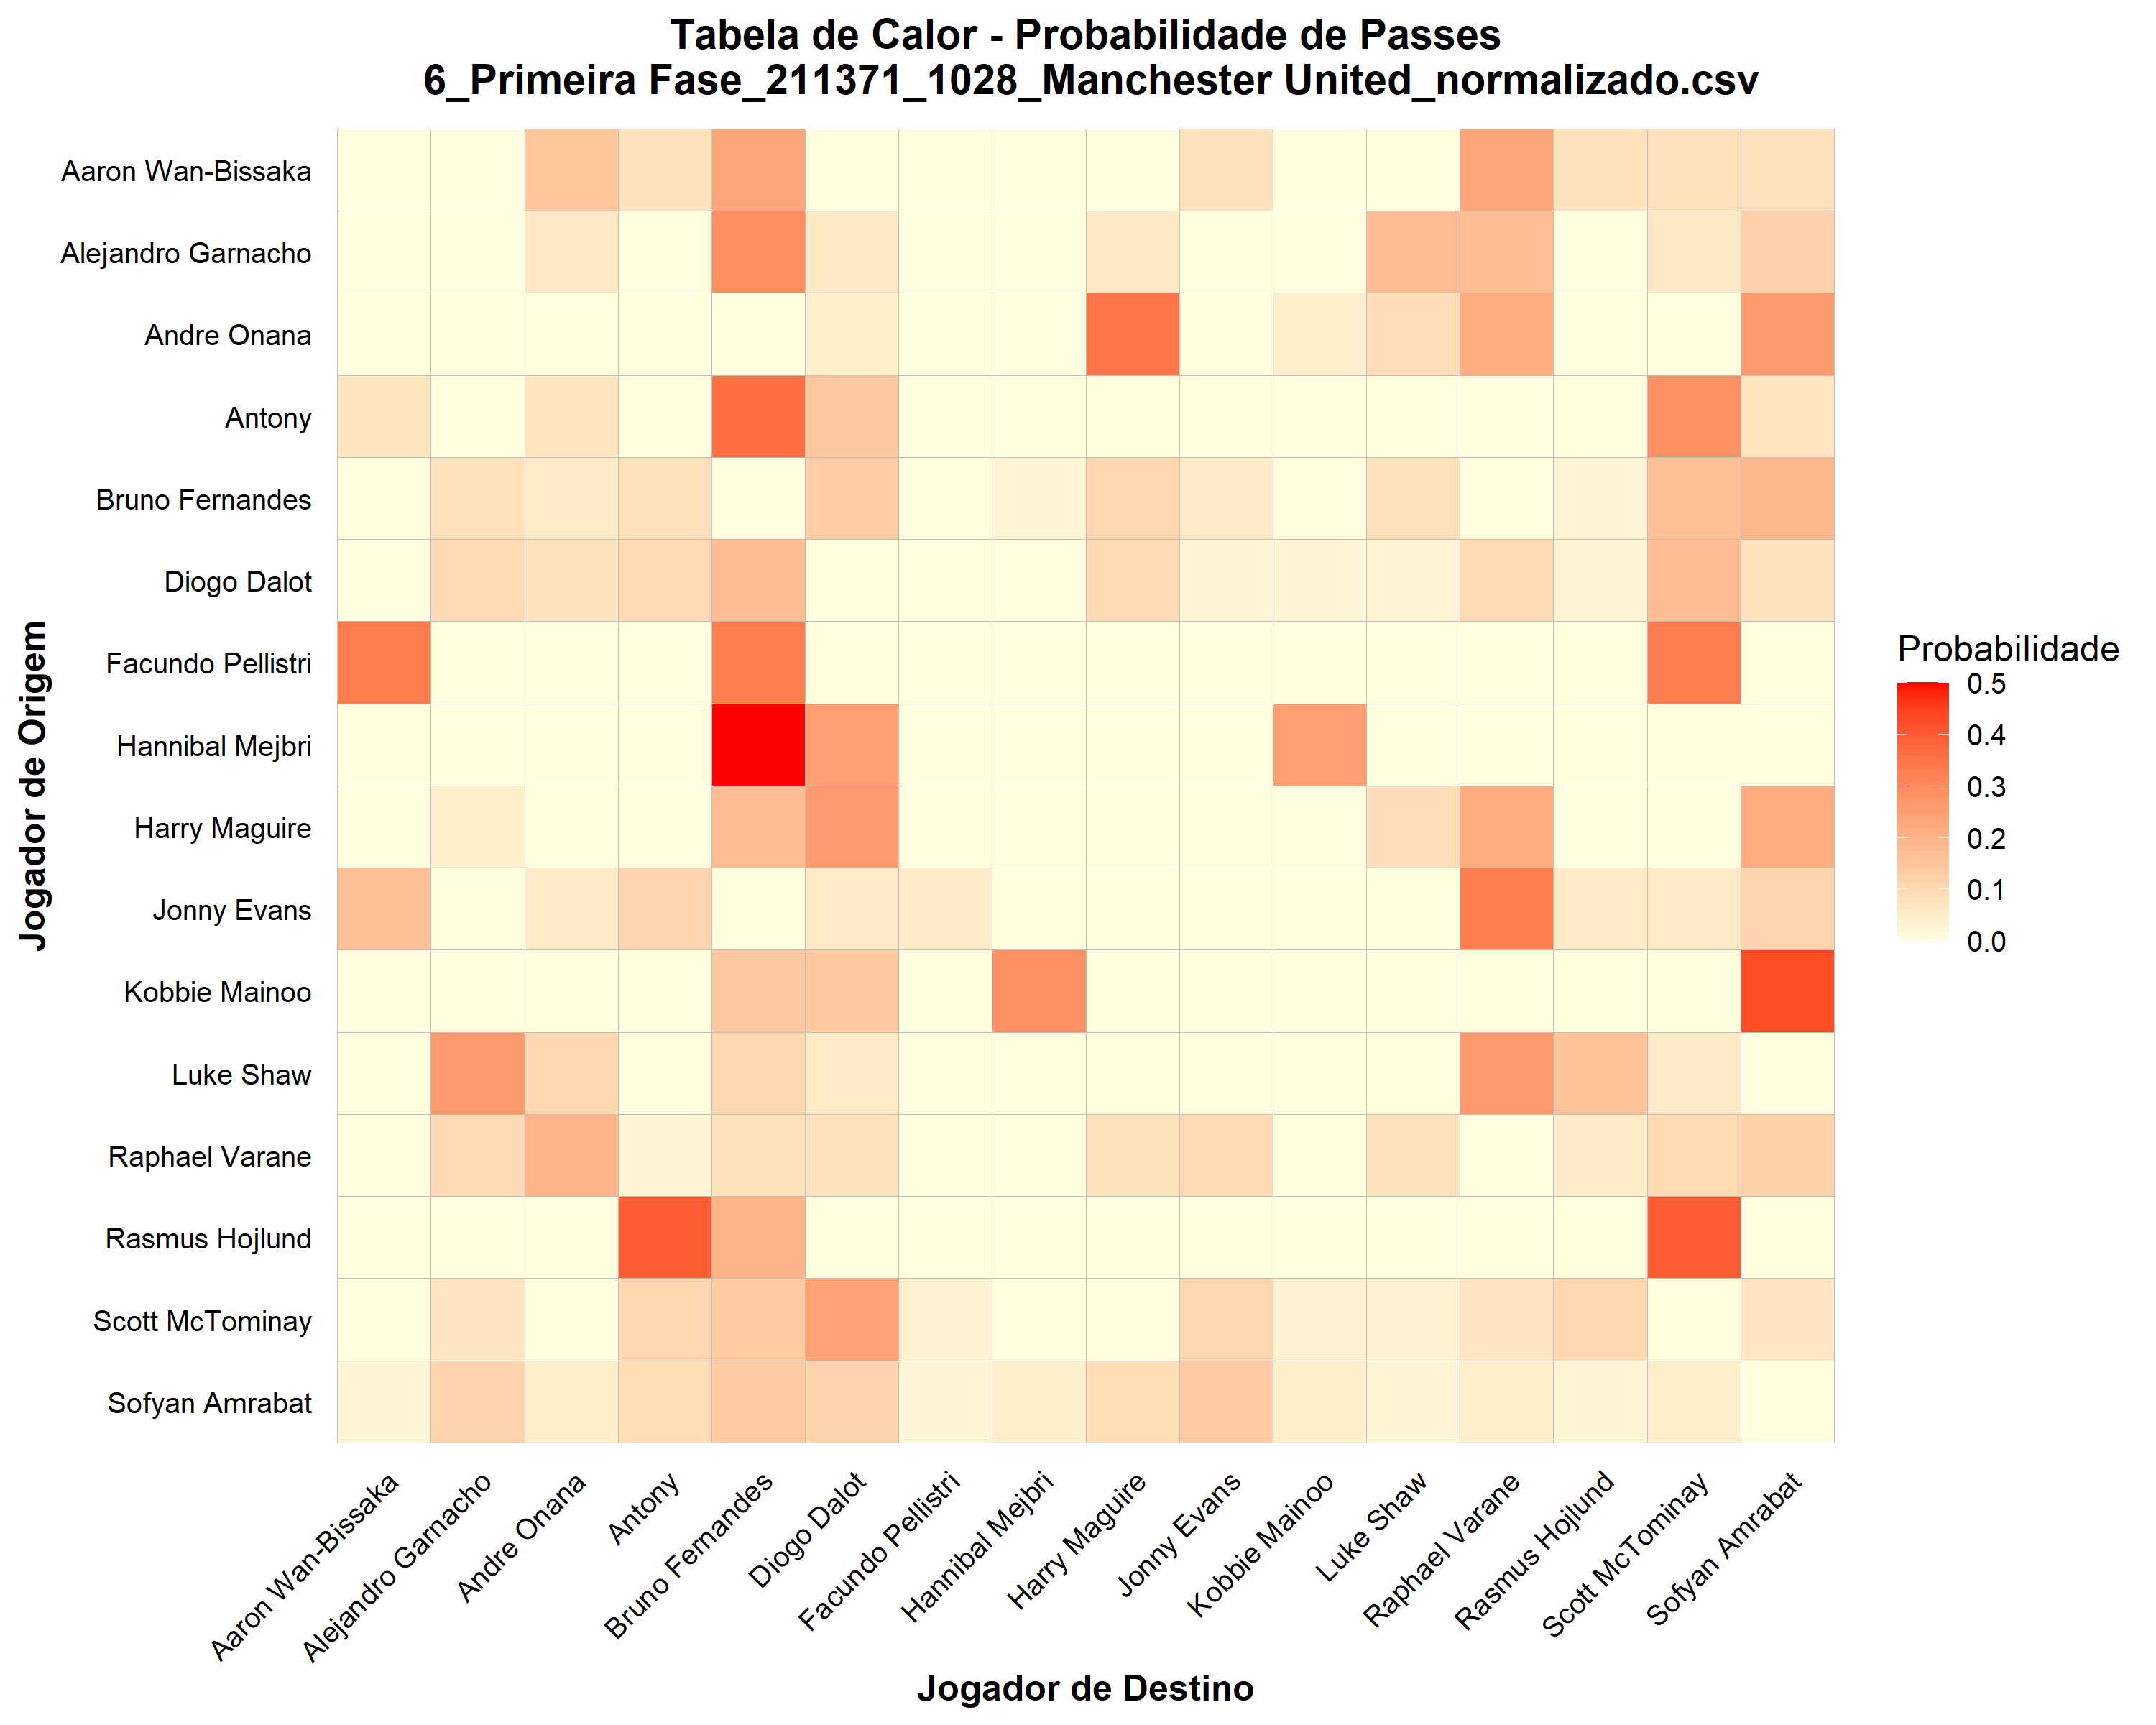 Tabela de Calor - Probabilidade de Passes
6_Primeira Fase_211371_1028_Manchester United_normalizado.csv
Jogador de Origem
Aaron Wan-Bissaka
Alejandro Garnacho
Andre Onana
Antony
Bruno Fernandes
Diogo Dalot
Facundo Pellistri
Hannibal Mejbri
Harry Maguire
Jonny Evans
Kobbie Mainoo
Luke Shaw
Raphael Varane
Rasmus Hojlund
Scott McTominay
Sofyan Amrabat
Probabilidade
0.5
0.4
0.3
0.2
0.1
0.0
Aaron Wan-Bissaka
Alejandro Garnacho
Andre Onana
Antony
Bruno Fernandes
Diogo Dalot
Facundo Pellistri
Hannibal Mejbri
Harry Maguire
Jonny Evans
Kobbie Mainoo
Luke Shaw
Raphael Varane
Rasmus Hojlund
Scott McTominay
Sofyan Amrabat
Jogador de Destino